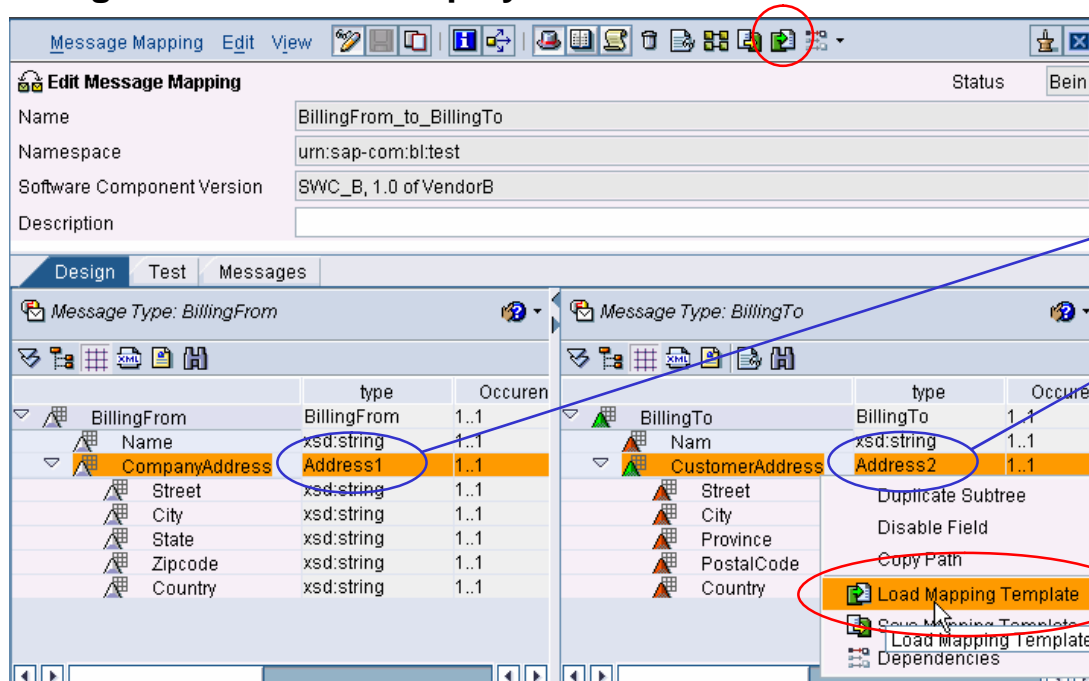 Message Mapping Edit View
Edit Message Mapping
Status
Bein
Name
BillingFrom_to_BillingTo
Namespace
urn:sap-com:bl:test
Software Component Version
SWC_B, 1.0 of VendorB
Description
Design Test Messages
Message Type: BillingFrom
type Occuren
BillingFrom BillingFrom 1..1
Name xsd:string 1..1
CompanyAddress Address1 1..1
Street xsd:string 1..1
City xsd:string 1..1
State xsd:string 1..1
Zipcode xsd:string 1..1
Country xsd:string 1..1
Message Type: BillingTo
type Occure
BillingTo BillingTo 1..1
Nam xsd:string 1..1
CustomerAddress Address2 1..1
Street
City
Province
PostalCode
Country
Duplicate Subtree
Disable Field
Copy Path
Load Mapping Template
Save Mapping Template
Load Mapping Template
Dependencies